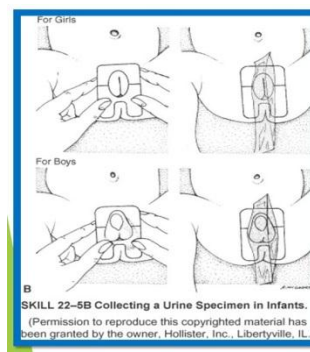 For Girls
For Boys
B
SKILL 22–5B Collecting a Urine Specimen in Infants.
(Permission to reproduce this copyrighted material has
been granted by the owner, Hollister, Inc., Libertyville, IL.